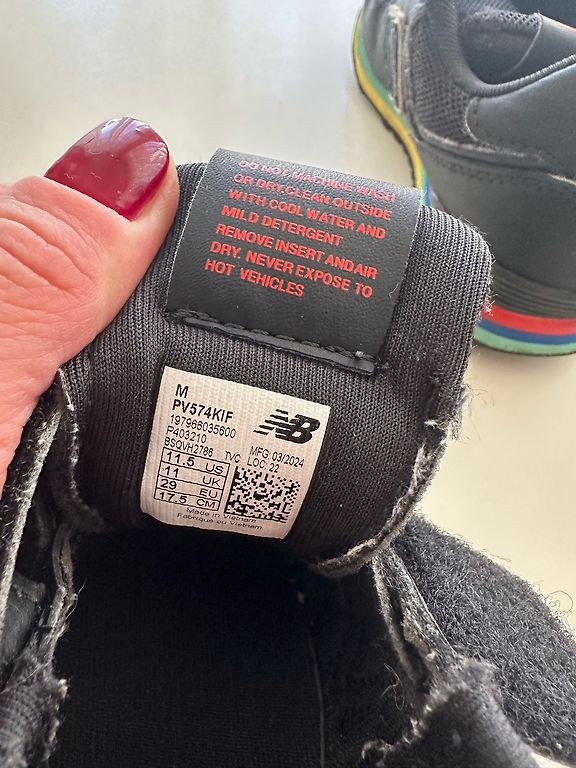 DO NOT MACHINE WASH
OR DRY CLEAN OUTSIDE
WITH COOL WATER AND
MILD DETERGENT
REMOVE INSERT AND AIR
DRY. NEVER EXPOSE TO
HOT VEHICLES
M
PV574KIF
197966035600
P403210
BSQVH2786 TVC
MFG 03/2024
LOC: 22
NB
11.5 US
11 UK
29 EU
17.5 CM
Made in Vietnam
Fabriqué au Vietnam